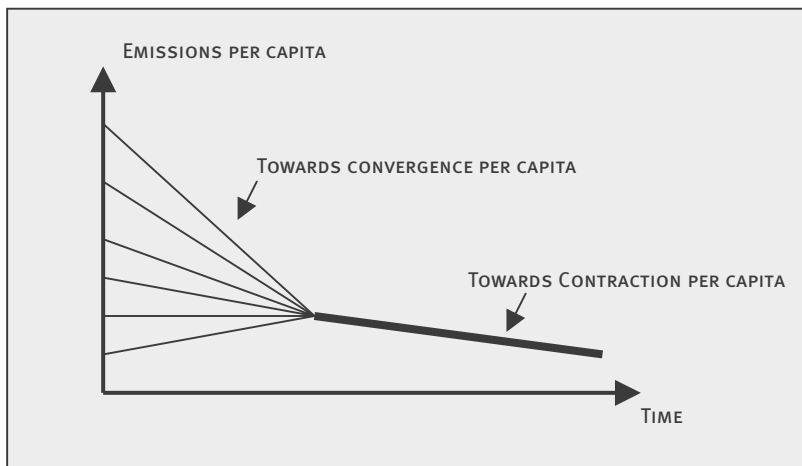 EMISSIONS PER CAPITA
TOWARDS CONVERGENCE PER CAPITA
TOWARDS CONTRACTION PER CAPITA
TIME